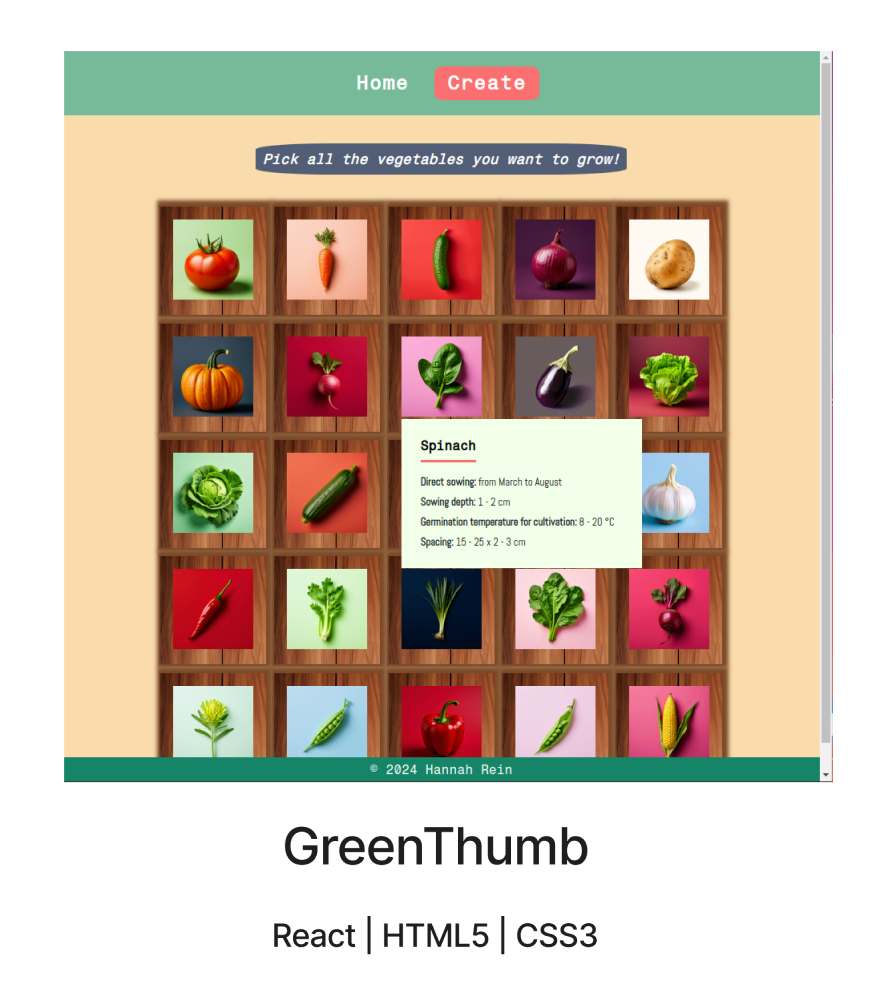 Home Create
Pick all the vegetables you want to grow!
Spinach
Direct sowing: from March to August
Sowing depth: 1 - 2 cm
Germination temperature for cultivation: 8 - 20 °C
Spacing: 15 - 25 x 2 - 3 cm
© 2024 Hannah Rein
GreenThumb
React | HTML5 | CSS3